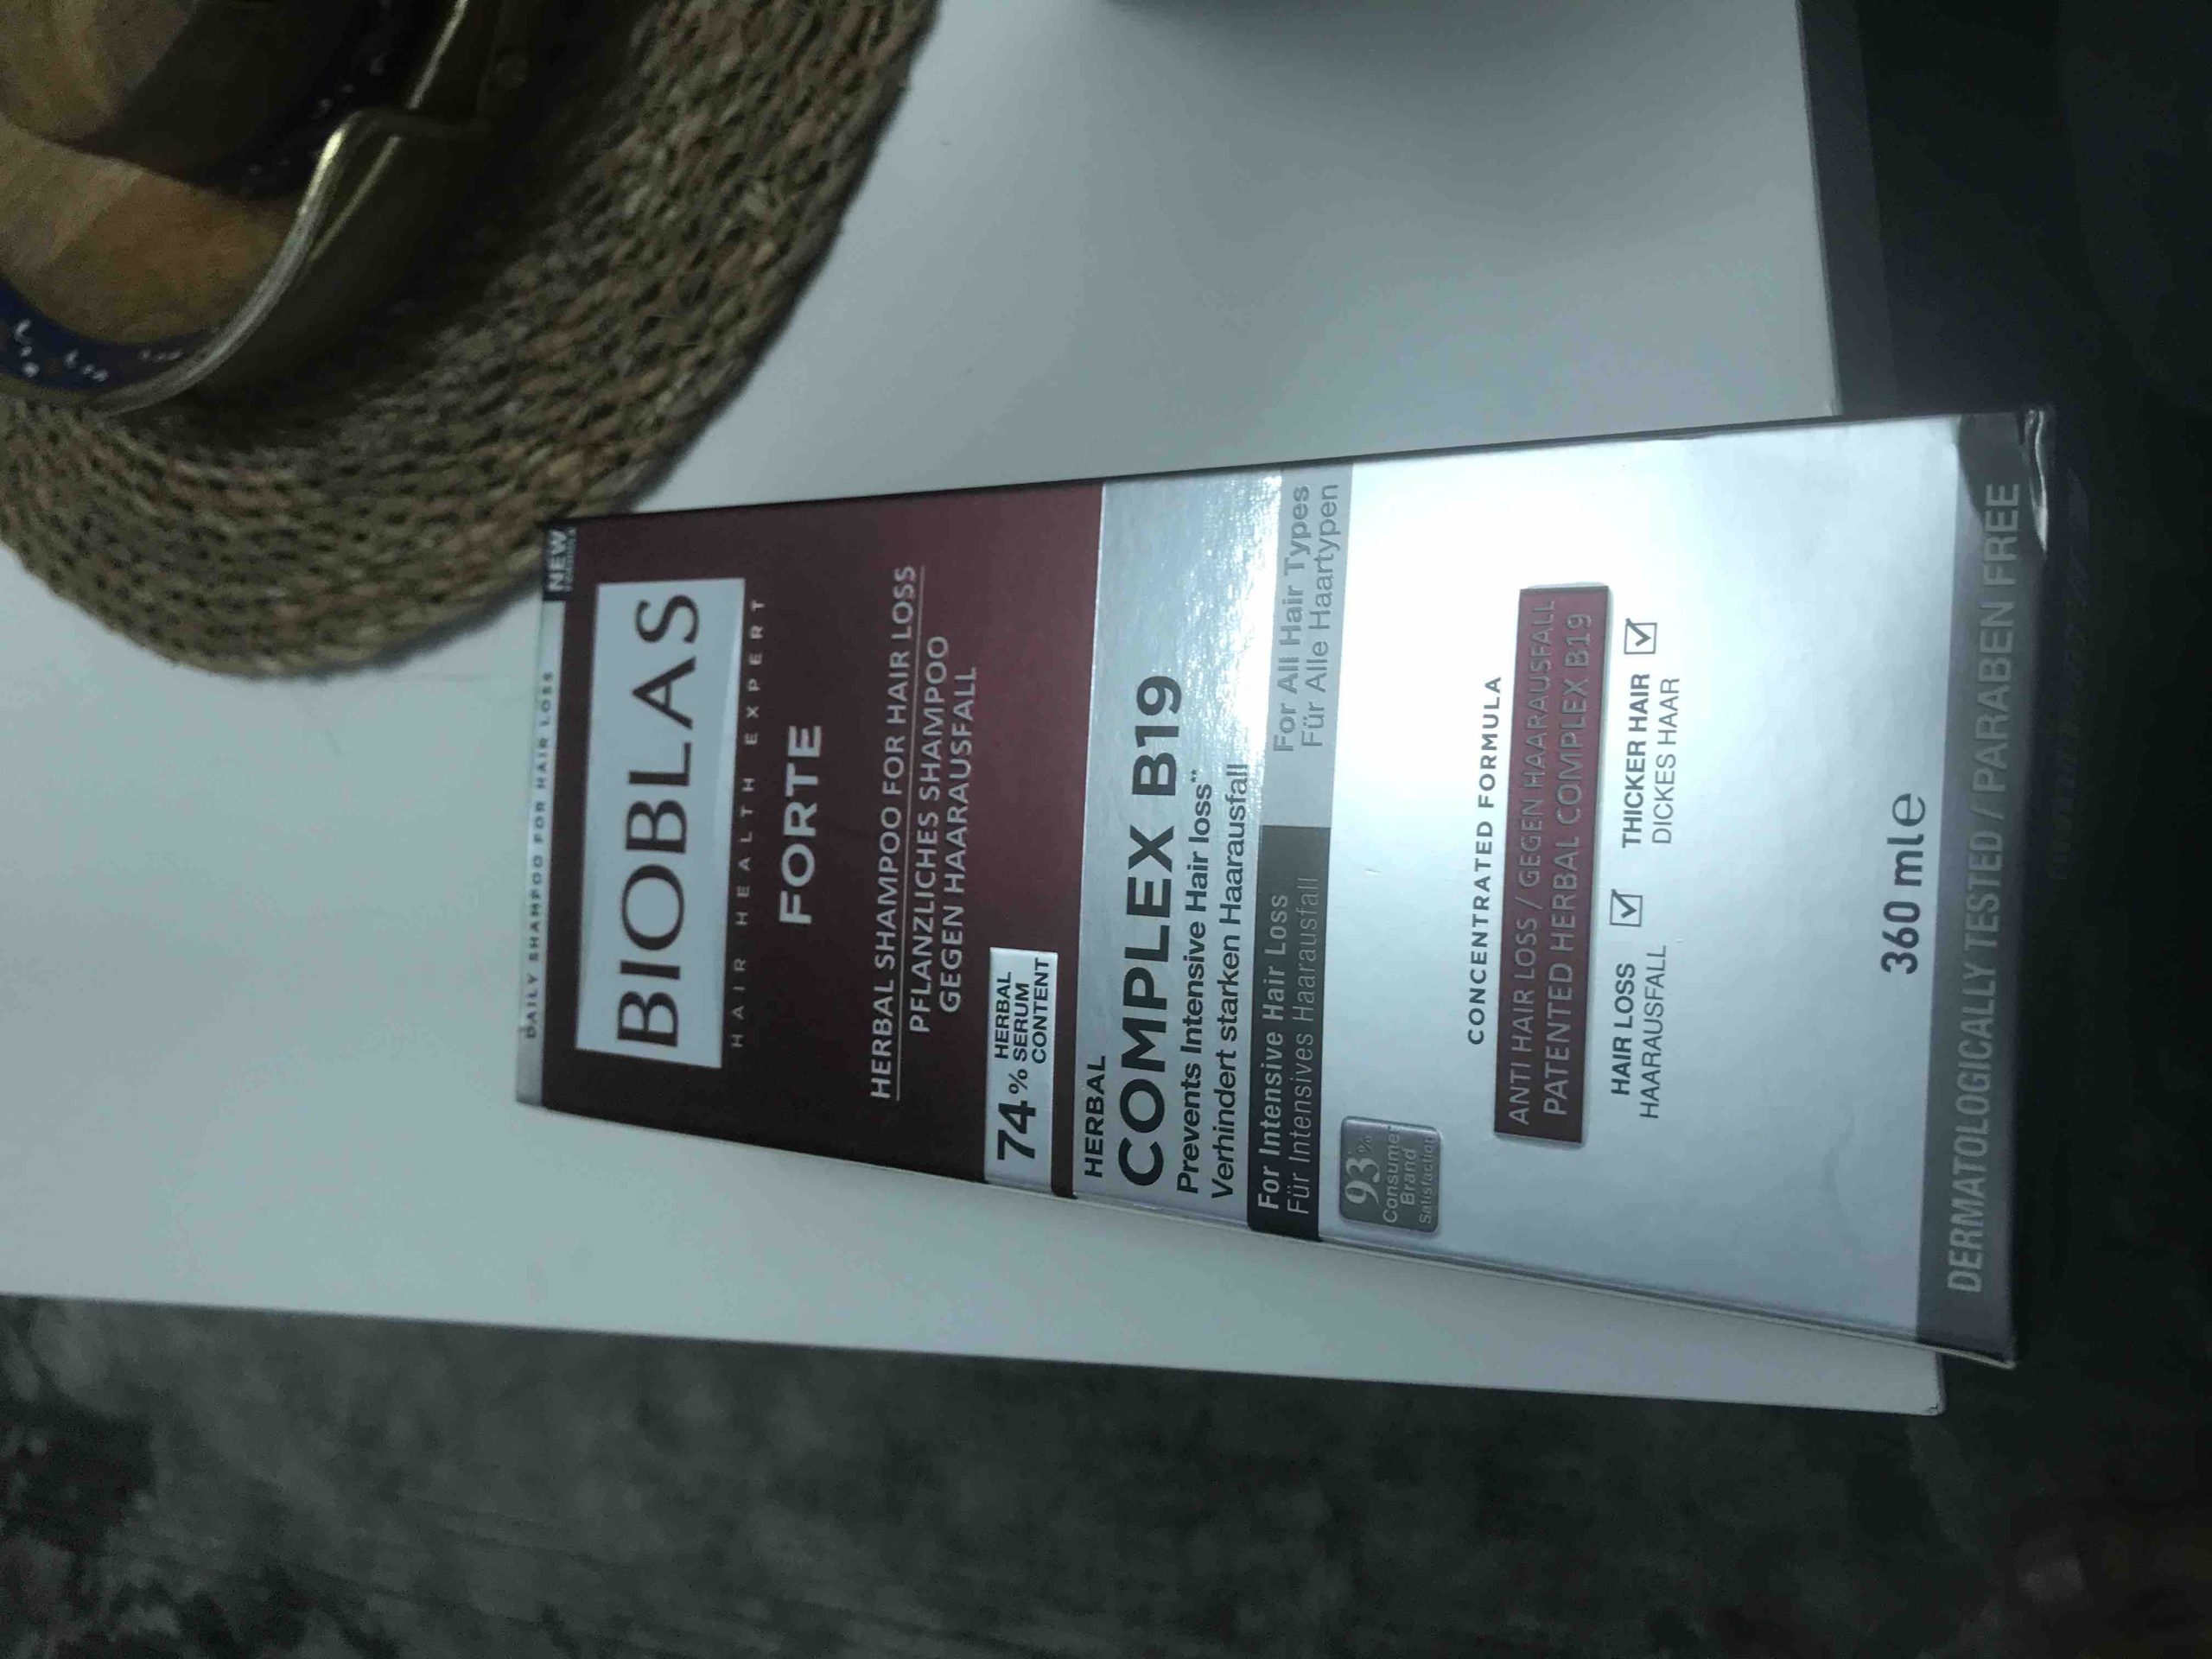 DAILY SHAMPOO FOR HAIR LOSS
NEW
BIOBLAS
HAIR HEALTH EXPERT
FORTE
HERBAL SHAMPOO FOR HAIR LOSS
PFLANZLICHES SHAMPOO
GEGEN HAARAUSFALL
74% HERBAL SERUM CONTENT
HERBAL
COMPLEX B19
Prevents Intensive Hair loss**
Verhindert starken Haarausfall
For Intensive Hair Loss
Für Intensives Haarausfall
For All Hair Types
Für Alle Haartypen
93%
Consumer
Brand
Satisfaction
CONCENTRATED FORMULA
ANTI HAIR LOSS / GEGEN HAARAUSFALL
PATENTED HERBAL COMPLEX B19
HAIR LOSS
HAARAUSFALL
THICKER HAIR
DICKES HAAR
360 ml e
DERMATOLOGICALLY TESTED / PARABEN FREE